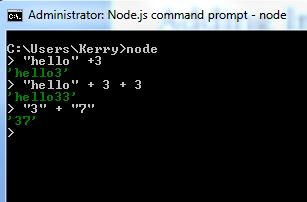 Administrator: Node.js command prompt - node
C:\Users\Kerry>node
> "hello" +3
'hello3'
> "hello" + 3 + 3
'hello33'
> "3" + "7"
'37'
>